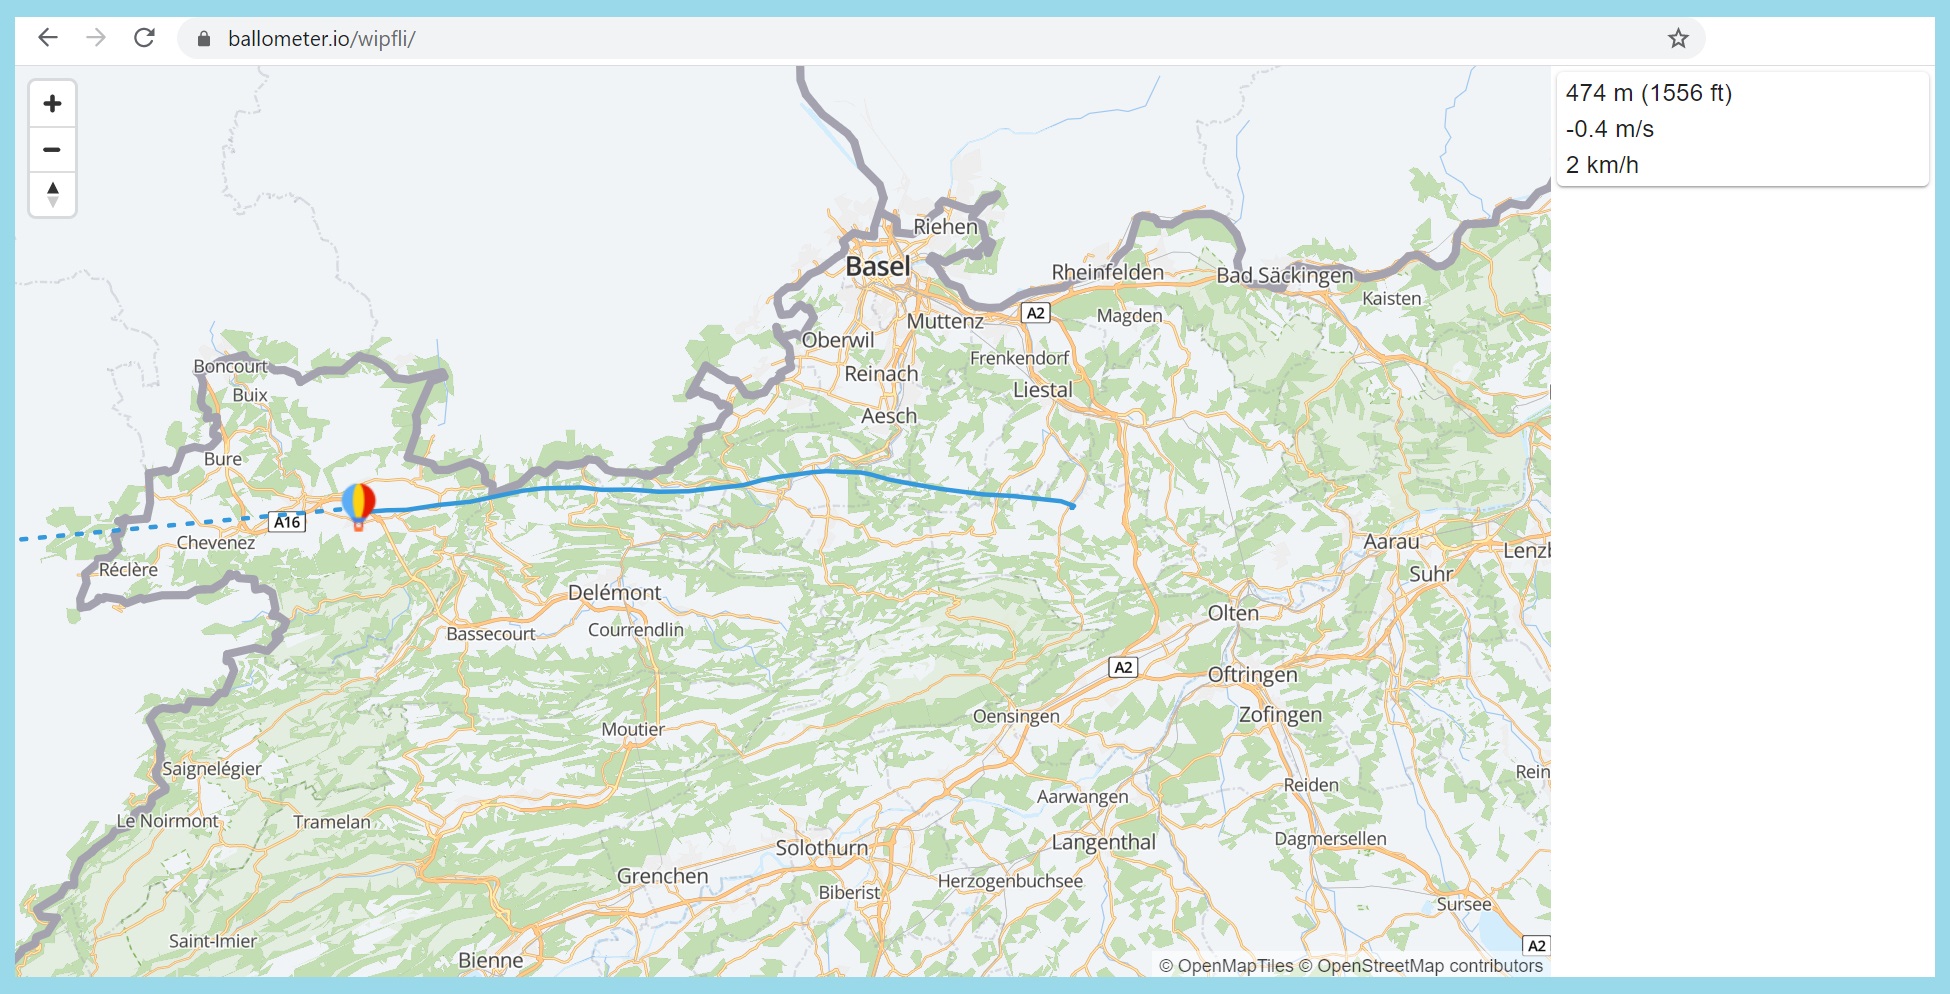 ballometer.io/wipfli/
474 m (1556 ft)
-0.4 m/s
2 km/h
Riehen
Basel
Rheinfelden
Bad Säckingen
Kaisten
A2
Magden
Muttenz
Oberwil
Frenkendorf
Boncourt
Reinach
Liestal
Buix
Aesch
Bure
A16
Chevenez
Aarau
Lenzb
Réclère
Suhr
Delémont
Olten
Bassecourt
Courrendlin
A2
Oftringen
Oensingen
Zofingen
Moutier
Saignelégier
Rein
Reiden
Aarwangen
Le Noirmont
Tramelan
Solothurn
Langenthal
Dagmersellen
Grenchen
Herzogenbuchsee
Biberist
Sursee
Saint-Imier
A2
Bienne
© OpenMapTiles © OpenStreetMap contributors